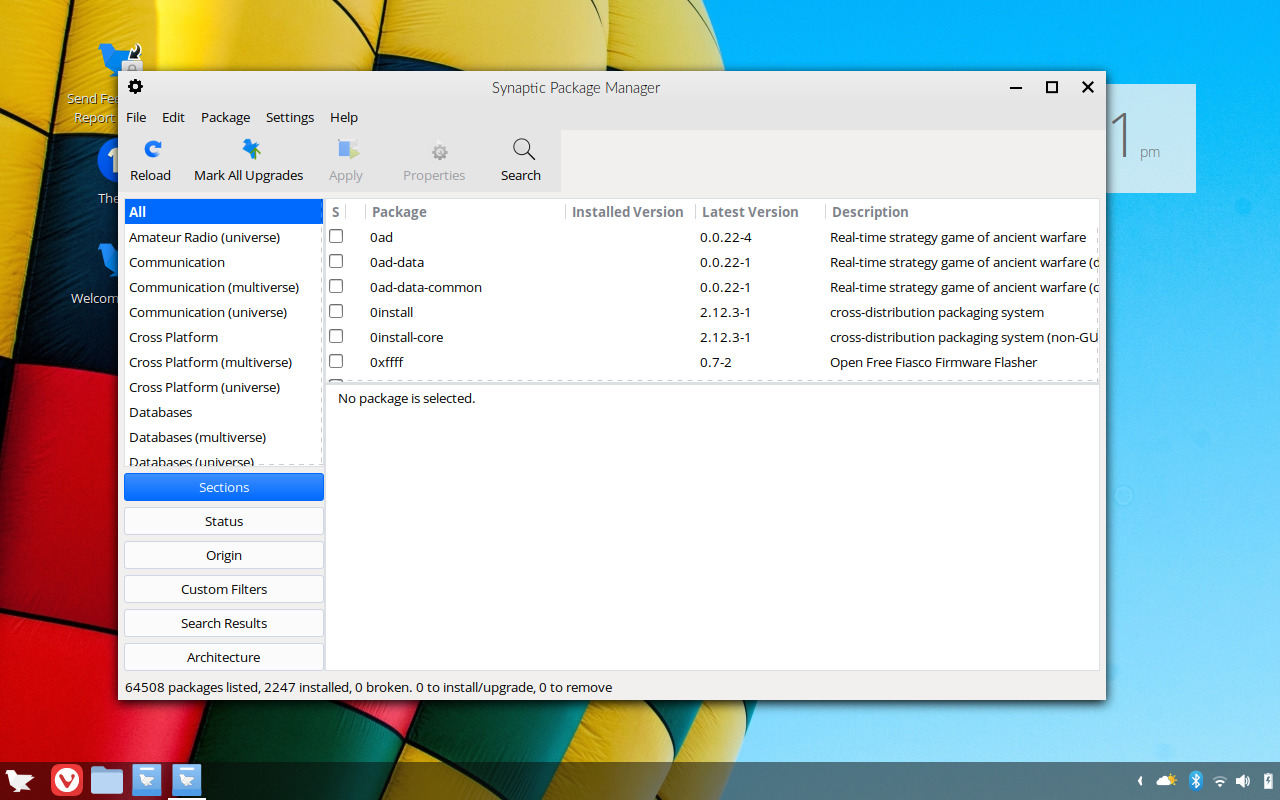 Send Fee
Report
The
Welcom
Synaptic Package Manager
File Edit Package Settings Help
Reload Mark All Upgrades Apply Properties Search
1 pm
All
Amateur Radio (universe)
Communication
Communication (multiverse)
Communication (universe)
Cross Platform
Cross Platform (multiverse)
Cross Platform (universe)
Databases
Databases (multiverse)
Databases (universe)
Sections
Status
Origin
Custom Filters
Search Results
Architecture
S Package Installed Version Latest Version Description
0ad 0.0.22-4 Real-time strategy game of ancient warfare
0ad-data 0.0.22-1 Real-time strategy game of ancient warfare (d
0ad-data-common 0.0.22-1 Real-time strategy game of ancient warfare (c
0install 2.12.3-1 cross-distribution packaging system
0install-core 2.12.3-1 cross-distribution packaging system (non-GU
0xffff 0.7-2 Open Free Fiasco Firmware Flasher
No package is selected.
64508 packages listed, 2247 installed, 0 broken. 0 to install/upgrade, 0 to remove